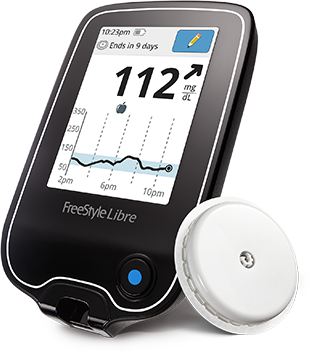 10:23pm
Ends in 9 days
112 mg/dL
350
250
150
50
2pm 6pm 10pm
FreeStyle Libre